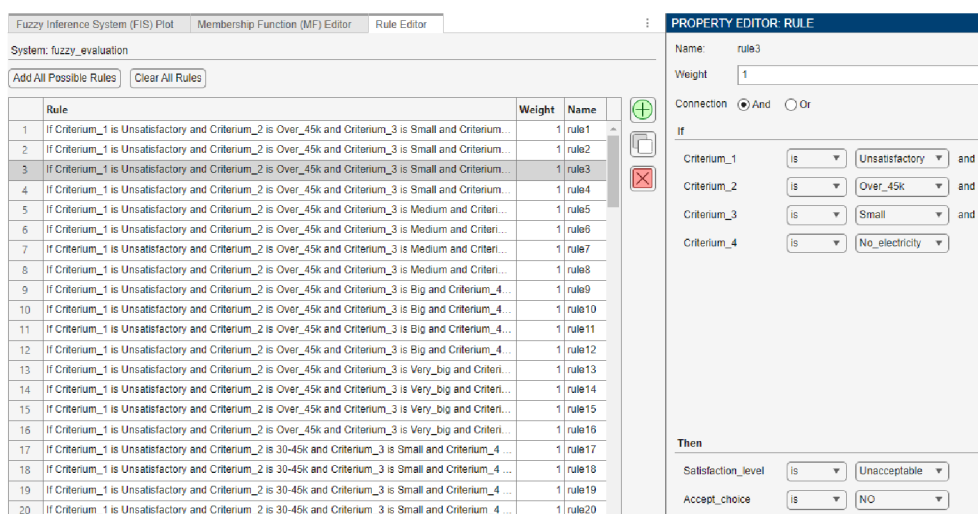 Fuzzy Inference System (FIS) Plot Membership Function (MF) Editor Rule Editor
System: fuzzy_evaluation
Add All Possible Rules Clear All Rules
Rule Weight Name
1 If Criterium_1 is Unsatisfactory and Criterium_2 is Over_45k and Criterium_3 is Small and Criterium... 1 rule1
2 If Criterium_1 is Unsatisfactory and Criterium_2 is Over_45k and Criterium_3 is Small and Criterium... 1 rule2
3 If Criterium_1 is Unsatisfactory and Criterium_2 is Over_45k and Criterium_3 is Small and Criterium... 1 rule3
4 If Criterium_1 is Unsatisfactory and Criterium_2 is Over_45k and Criterium_3 is Small and Criterium... 1 rule4
5 If Criterium_1 is Unsatisfactory and Criterium_2 is Over_45k and Criterium_3 is Medium and Criteri... 1 rule5
6 If Criterium_1 is Unsatisfactory and Criterium_2 is Over_45k and Criterium_3 is Medium and Criteri... 1 rule6
7 If Criterium_1 is Unsatisfactory and Criterium_2 is Over_45k and Criterium_3 is Medium and Criteri... 1 rule7
8 If Criterium_1 is Unsatisfactory and Criterium_2 is Over_45k and Criterium_3 is Medium and Criteri... 1 rule8
9 If Criterium_1 is Unsatisfactory and Criterium_2 is Over_45k and Criterium_3 is Big and Criterium_4... 1 rule9
10 If Criterium_1 is Unsatisfactory and Criterium_2 is Over_45k and Criterium_3 is Big and Criterium_4... 1 rule10
11 If Criterium_1 is Unsatisfactory and Criterium_2 is Over_45k and Criterium_3 is Big and Criterium_4... 1 rule11
12 If Criterium_1 is Unsatisfactory and Criterium_2 is Over_45k and Criterium_3 is Big and Criterium_4... 1 rule12
13 If Criterium_1 is Unsatisfactory and Criterium_2 is Over_45k and Criterium_3 is Very_big and Criteri... 1 rule13
14 If Criterium_1 is Unsatisfactory and Criterium_2 is Over_45k and Criterium_3 is Very_big and Criteri... 1 rule14
15 If Criterium_1 is Unsatisfactory and Criterium_2 is Over_45k and Criterium_3 is Very_big and Criteri... 1 rule15
16 If Criterium_1 is Unsatisfactory and Criterium_2 is Over_45k and Criterium_3 is Very_big and Criteri... 1 rule16
17 If Criterium_1 is Unsatisfactory and Criterium_2 is 30-45k and Criterium_3 is Small and Criterium_4 ... 1 rule17
18 If Criterium_1 is Unsatisfactory and Criterium_2 is 30-45k and Criterium_3 is Small and Criterium_4 ... 1 rule18
19 If Criterium_1 is Unsatisfactory and Criterium_2 is 30-45k and Criterium_3 is Small and Criterium_4 ... 1 rule19
20 If Criterium_1 is Unsatisfactory and Criterium_2 is 30-45k and Criterium_3 is Small and Criterium_4 ... 1 rule20
PROPERTY EDITOR: RULE
Name: rule3
Weight 1
Connection And Or
If
Criterium_1 is Unsatisfactory and
Criterium_2 is Over_45k and
Criterium_3 is Small and
Criterium_4 is No_electricity
Then
Satisfaction_level is Unacceptable
Accept_choice is NO